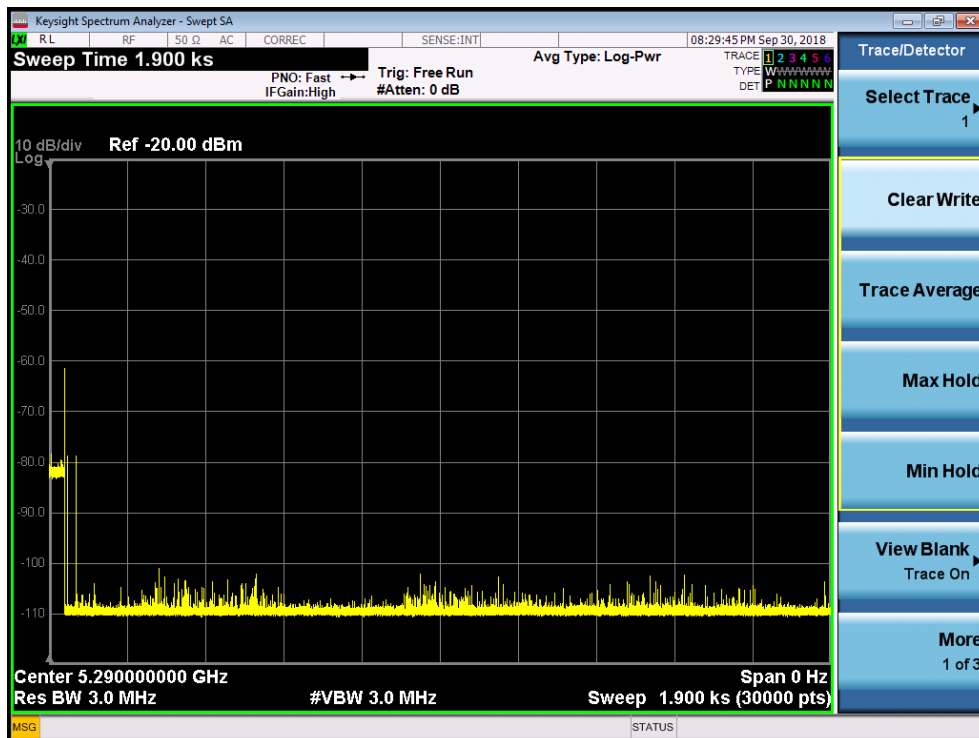 Keysight Spectrum Analyzer - Swept SA
LXI RL RF 50 Ω AC CORREC SENSE:INT 08:29:45 PM Sep 30, 2018
Sweep Time 1.900 ks
PNO: Fast
IFGain:High
Trig: Free Run
#Atten: 0 dB
Avg Type: Log-Pwr
TRACE 1 2 3 4 5 6
TYPE WWWWWW
DET P N N N N N
10 dB/div
Log
Ref -20.00 dBm
-30.0
-40.0
-50.0
-60.0
-70.0
-80.0
-90.0
-100
-110
Center 5.290000000 GHz
Span 0 Hz
Res BW 3.0 MHz
#VBW 3.0 MHz
Sweep 1.900 ks (30000 pts)
MSG
STATUS
Trace/Detector
Select Trace
1
Clear Write
Trace Average
Max Hold
Min Hold
View Blank
Trace On
More
1 of 3